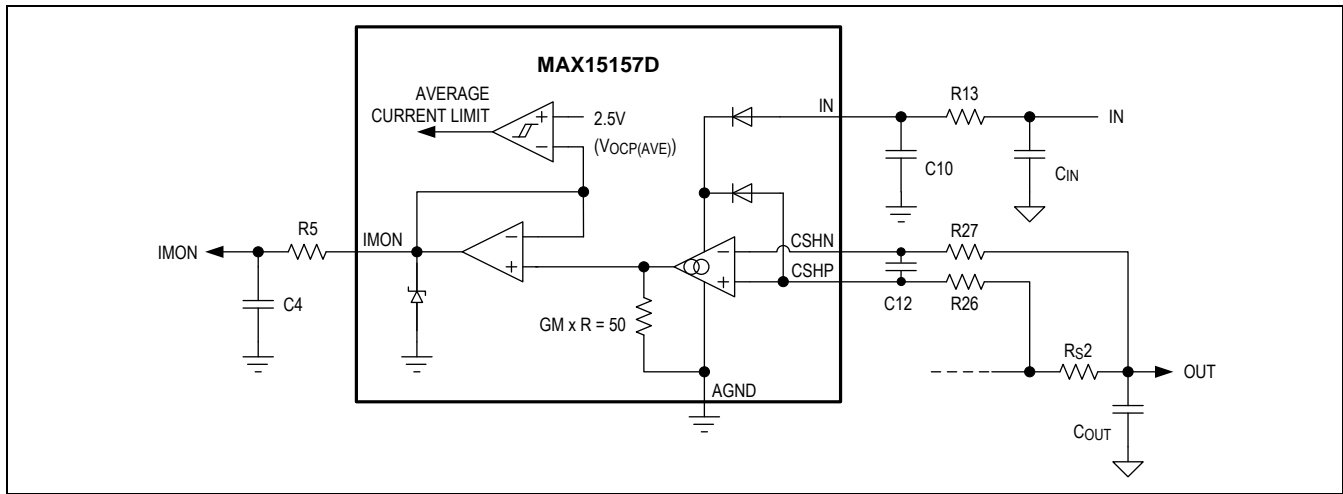 MAX15157D
AVERAGE
CURRENT LIMIT
2.5V
(VOCP(AVE))
IN
R13
IN
C10
CIN
R5
IMON
IMON
C4
GM x R = 50
CSHN
CSHP
R27
C12
R26
RS2
OUT
AGND
COUT